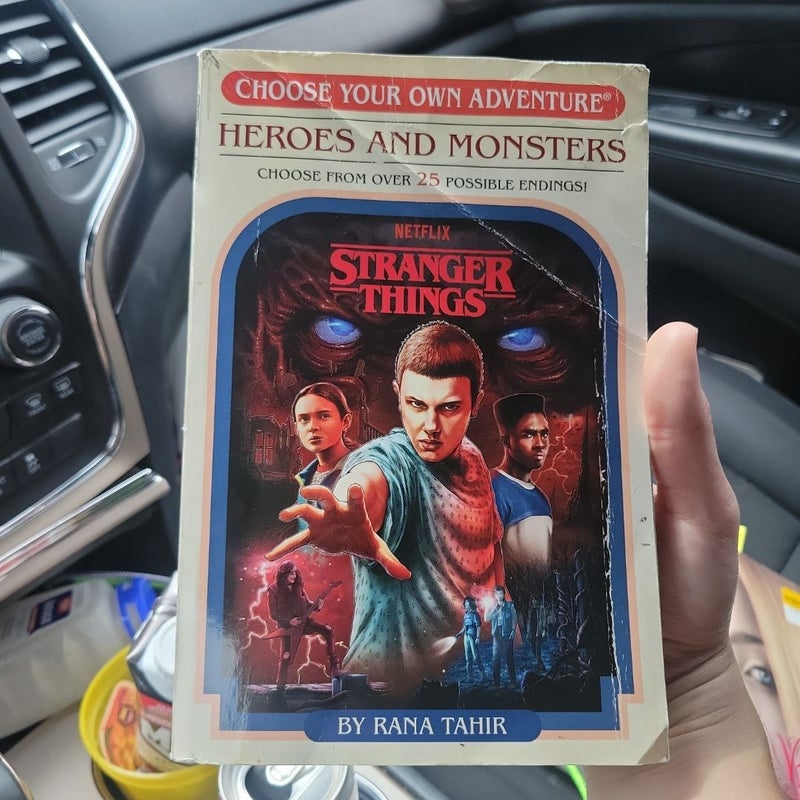 CHOOSE YOUR OWN ADVENTURE®
HEROES AND MONSTERS
CHOOSE FROM OVER 25 POSSIBLE ENDINGS!
NETFLIX
STRANGER
THINGS
BY RANA TAHIR